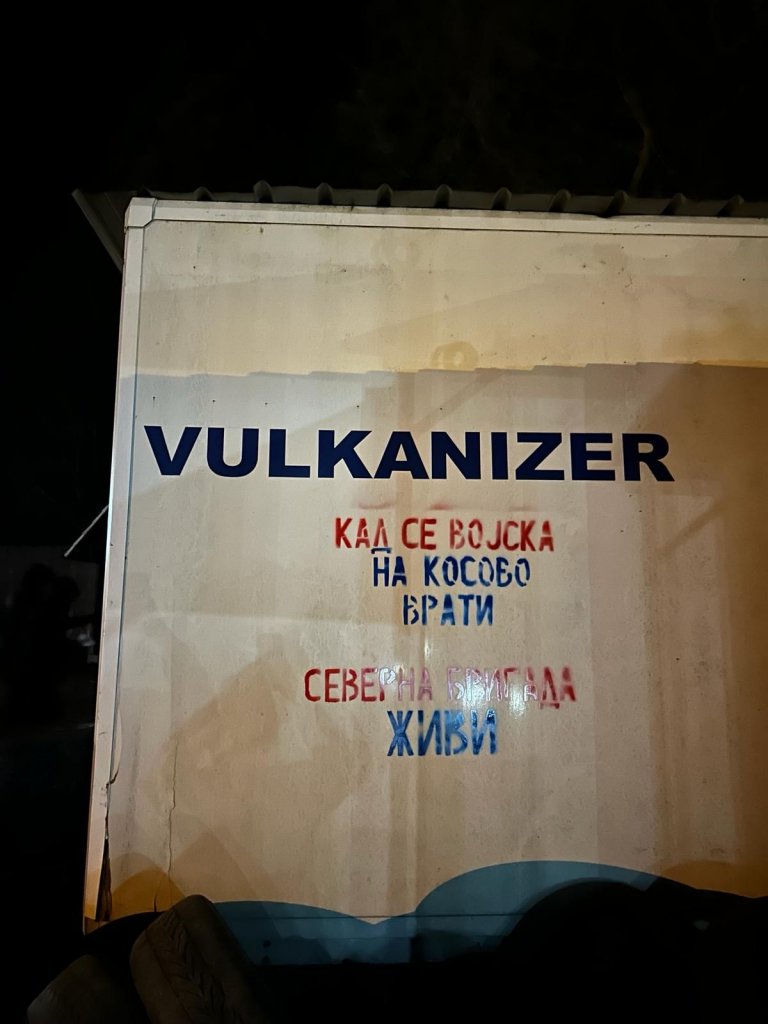 VULKANIZER
КАД СЕ ВОЈСКА
НА КОСОВО
ВРАТИ
СЕВЕРНА БРИГАДА
ЖИВИ